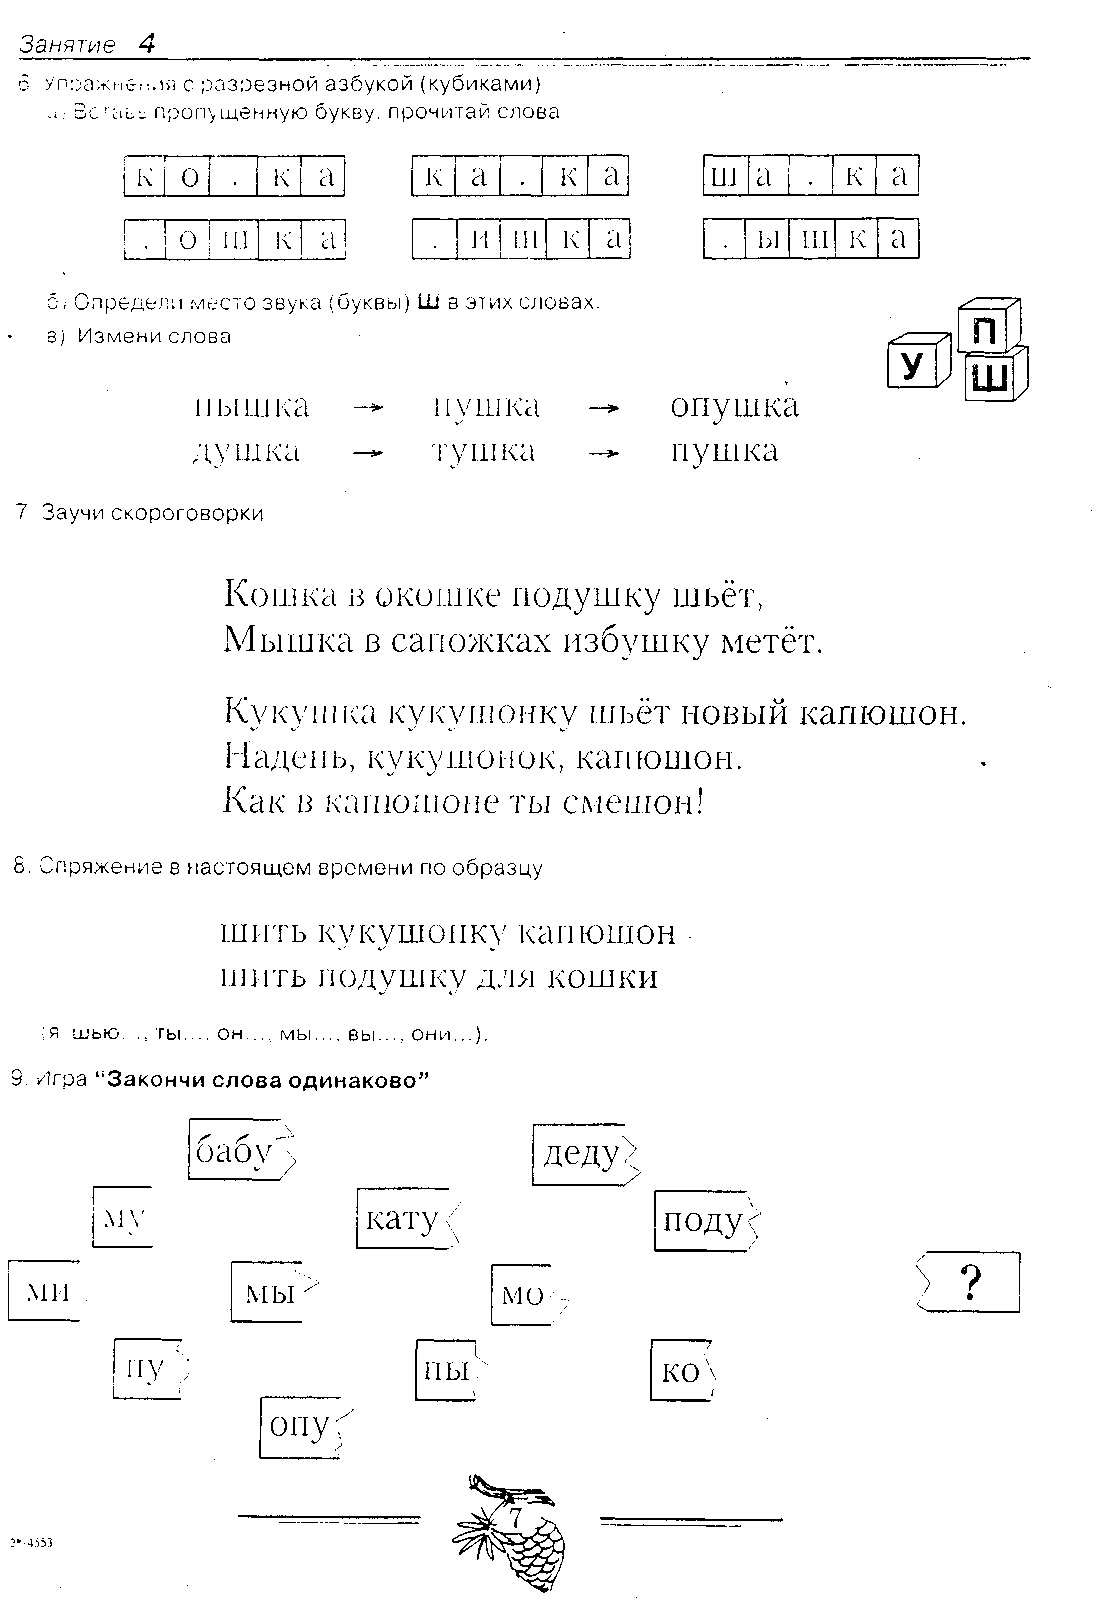 Занятие 4
6. Упражнения с разрезной азбукой (кубиками)
а) Вставь пропущенную букву, прочитай слова
к о . к а к а . к а ш а . к а
. о ш к а . и ш к а . ы ш к а
б) Определи место звука (буквы) Ш в этих словах.
в) Измени слова
П
У
Ш
пышка → пушка → опушка
душка → тушка → пушка
7 Заучи скороговорки
Кошка в окошке подушку шьёт,
Мышка в сапожках избушку метёт.
Кукушка кукушонку шьёт новый капюшон.
Надень, кукушонок, капюшон.
Как в капюшоне ты смешон!
8. Спряжение в настоящем времени по образцу
шить кукушонку капюшон
шить подушку для кошки
(Я шью..., ты..., он..., мы..., вы..., они...).
9. Игра “Закончи слова одинаково”
бабу деду
му кату поду
ми мы мо ?
пу пы ко
опу
7
2*-4553